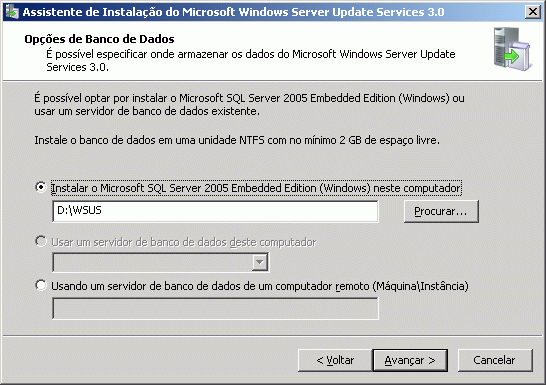 Assistente de Instalação do Microsoft Windows Server Update Services 3.0
Opções de Banco de Dados
É possível especificar onde armazenar os dados do Microsoft Windows Server Update
Services 3.0.
É possível optar por instalar o Microsoft SQL Server 2005 Embedded Edition (Windows) ou
usar um servidor de banco de dados existente.
Instale o banco de dados em uma unidade NTFS com no mínimo 2 GB de espaço livre.
Instalar o Microsoft SQL Server 2005 Embedded Edition (Windows) neste computador
D:\WSUS
Procurar...
Usar um servidor de banco de dados deste computador
Usando um servidor de banco de dados de um computador remoto (Máquina\Instância)
< Voltar
Avançar >
Cancelar